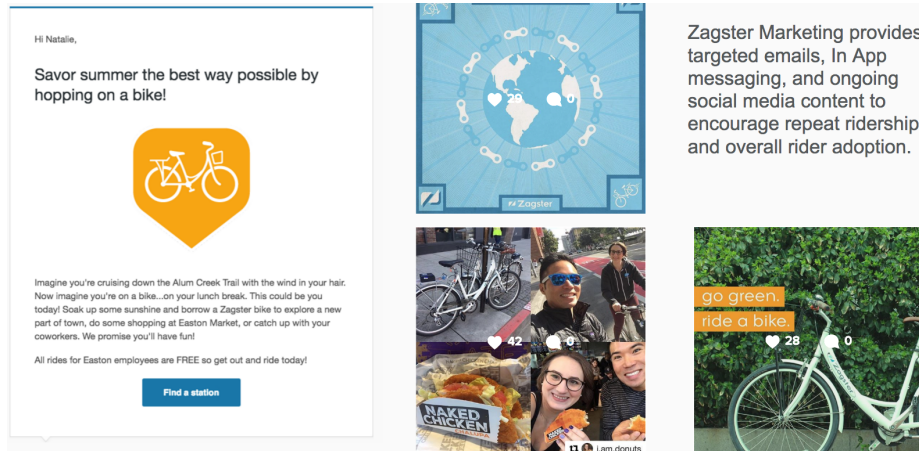 Hi Natalie,
Savor summer the best way possible by
hopping on a bike!
Imagine you're cruising down the Alum Creek Trail with the wind in your hair.
Now imagine you're on a bike...on your lunch break. This could be you
today! Soak up some sunshine and borrow a Zagster bike to explore a new
part of town, do some shopping at Easton Market, or catch up with your
coworkers. We promise you'll have fun!
All rides for Easton employees are FREE so get out and ride today!
Find a station
29 0
Zagster
42 0
NAKED
CHICKEN
CHALUPA
i.am.donuts
Zagster Marketing provides
targeted emails, In App
messaging, and ongoing
social media content to
encourage repeat ridership
and overall rider adoption.
go green.
ride a bike.
28 0
Zagster